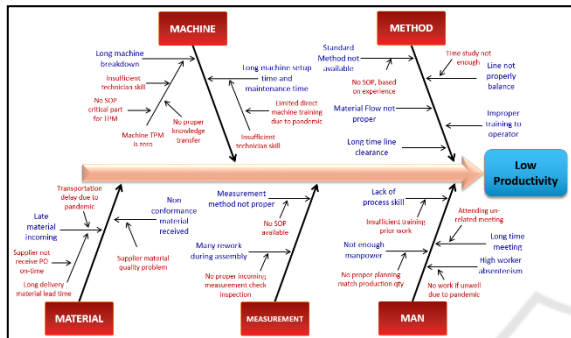 MACHINE
METHOD
Long machine
breakdown
Insufficient
technician skill
No SOP
critical part for TPM
Machine TPM
is zero
No proper
knowledge
transfer
Long machine setup
time and
maintenance time
Limited direct
machine training
due to pandemic
Insufficient
technician skill
Standard
Method not
available
No SOP, based
on experience
Material Flow not
proper
Long time line
clearance
Time study not
enough
Line not
properly
balance
Improper
training to
operator
Low
Productivity
Transportation
delay due to
pandemic
Late
material
incoming
Supplier not
receive PO
on-time
Long delivery
material lead time
Non
conformance
material
received
Supplier material
quality problem
Measurement
method not proper
No SOP
available
Many rework
during assembly
No proper incoming
measurement check
inspection
Lack of
process skill
Insufficient training
prior work
Not enough
manpower
No proper planning
match production qty
Attending un-
related meeting
Long time
meeting
High worker
absenterism
No work if unwell
due to pandemic
MATERIAL
MEASUREMENT
MAN